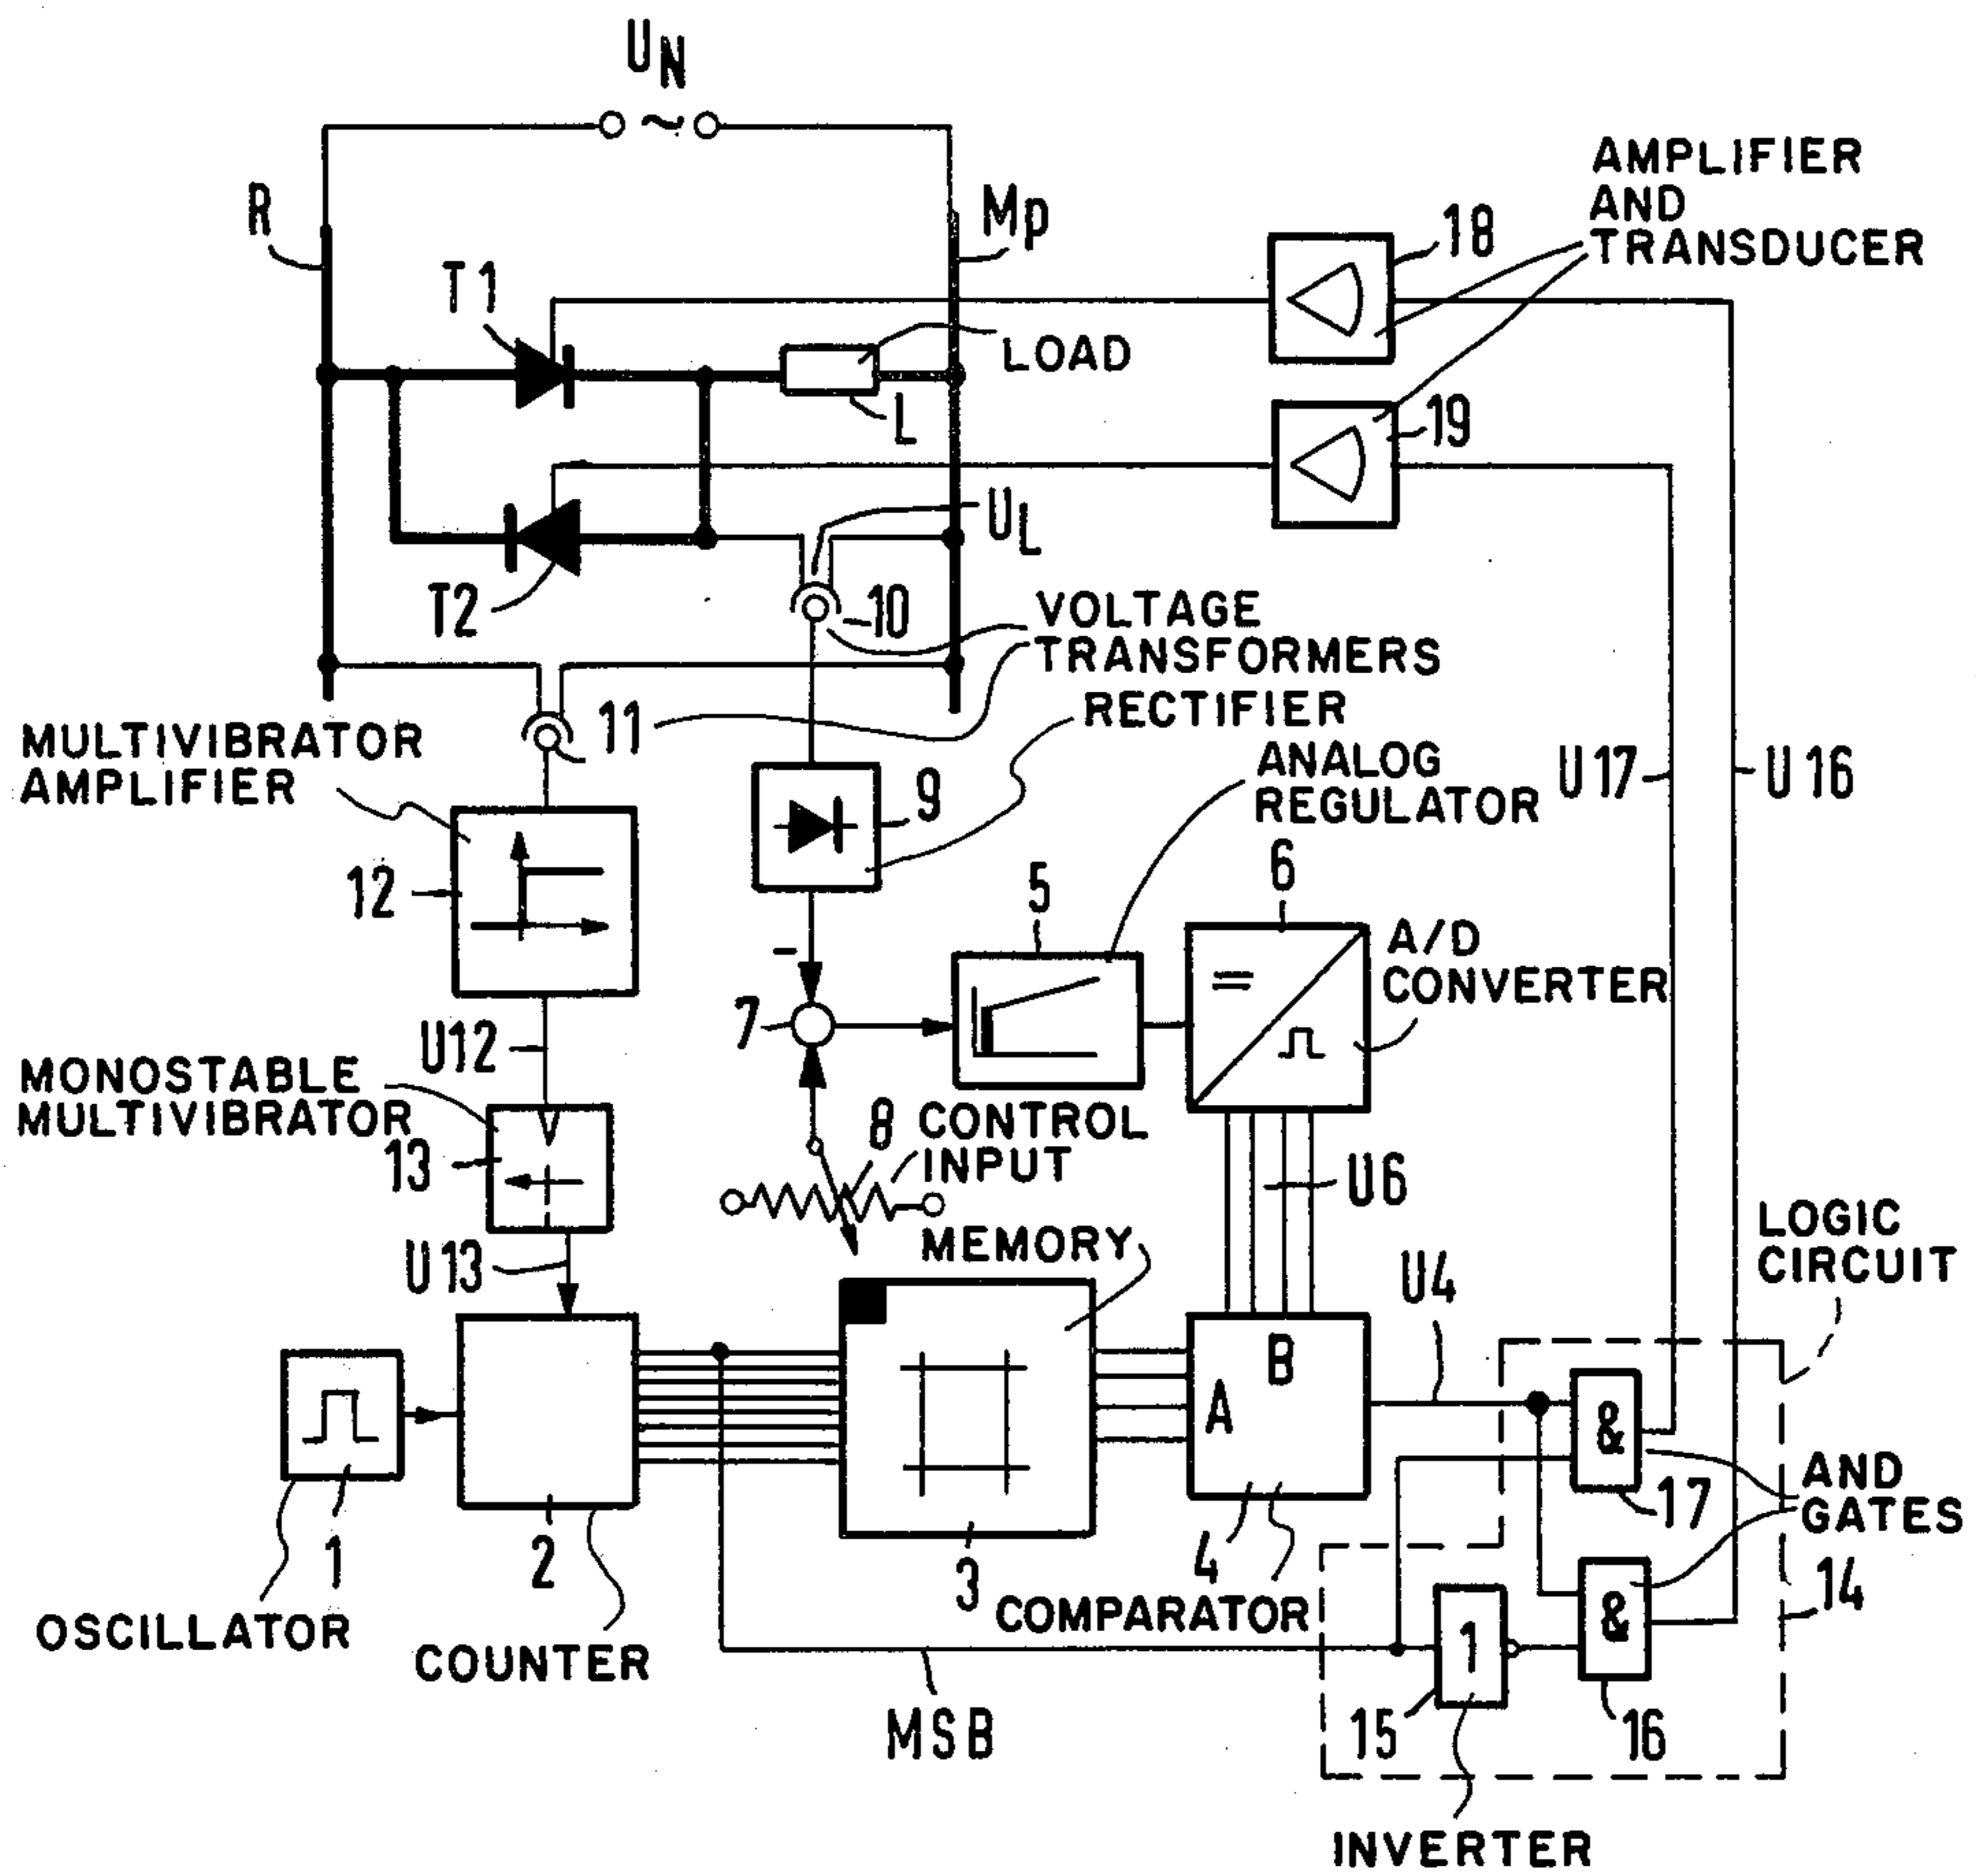 UN
~
R
Mp
AMPLIFIER
AND
TRANSDUCER
18
T1
LOAD
L
19
UL
T2
10
VOLTAGE
TRANSFORMERS
RECTIFIER
11
MULTIVIBRATOR
AMPLIFIER
ANALOG
REGULATOR
U17
U16
9
12
5
6
A/D
CONVERTER
-
7
U12
MONOSTABLE
MULTIVIBRATOR
13
8
CONTROL
INPUT
U6
U13
MEMORY
U4
LOGIC
CIRCUIT
B
A
&
17
AND
GATES
1
2
3
4
14
OSCILLATOR
COUNTER
COMPARATOR
&
1
15
16
MSB
INVERTER